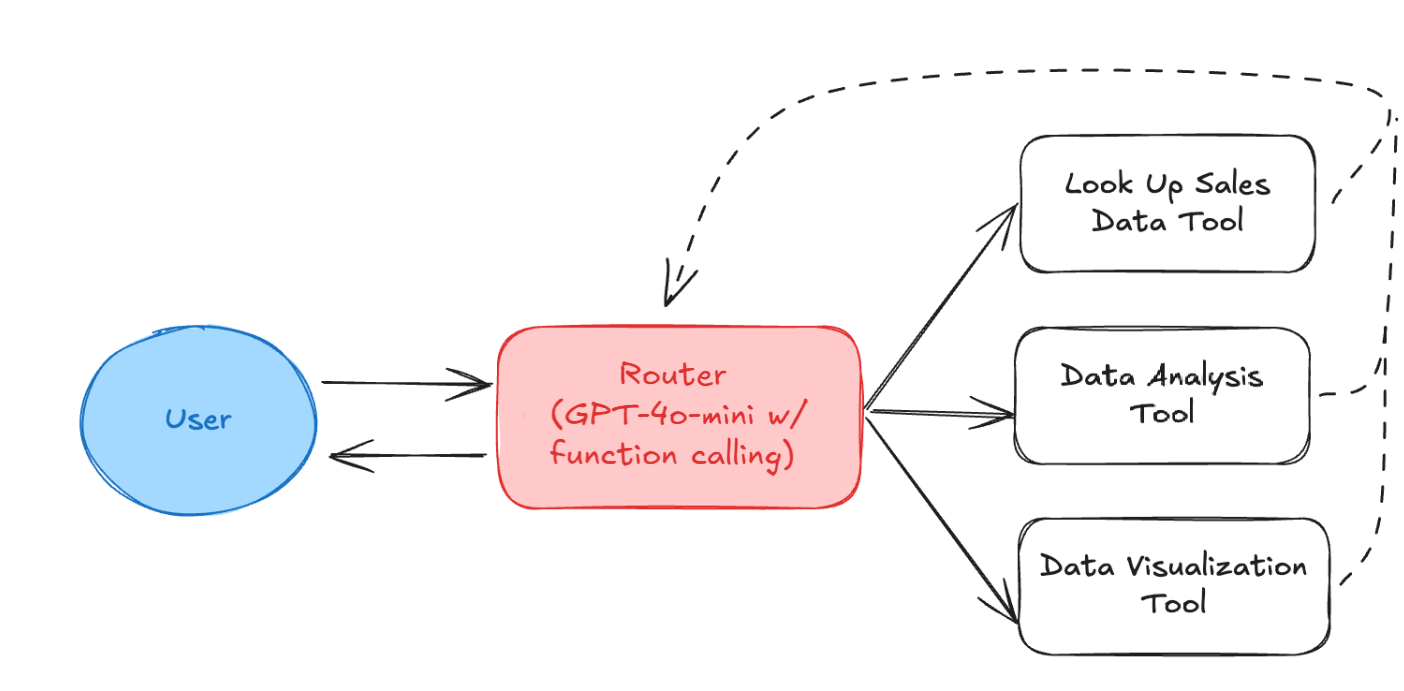 User
Router
(GPT-4o-mini w/
function calling)
Look Up Sales
Data Tool
Data Analysis
Tool
Data Visualization
Tool